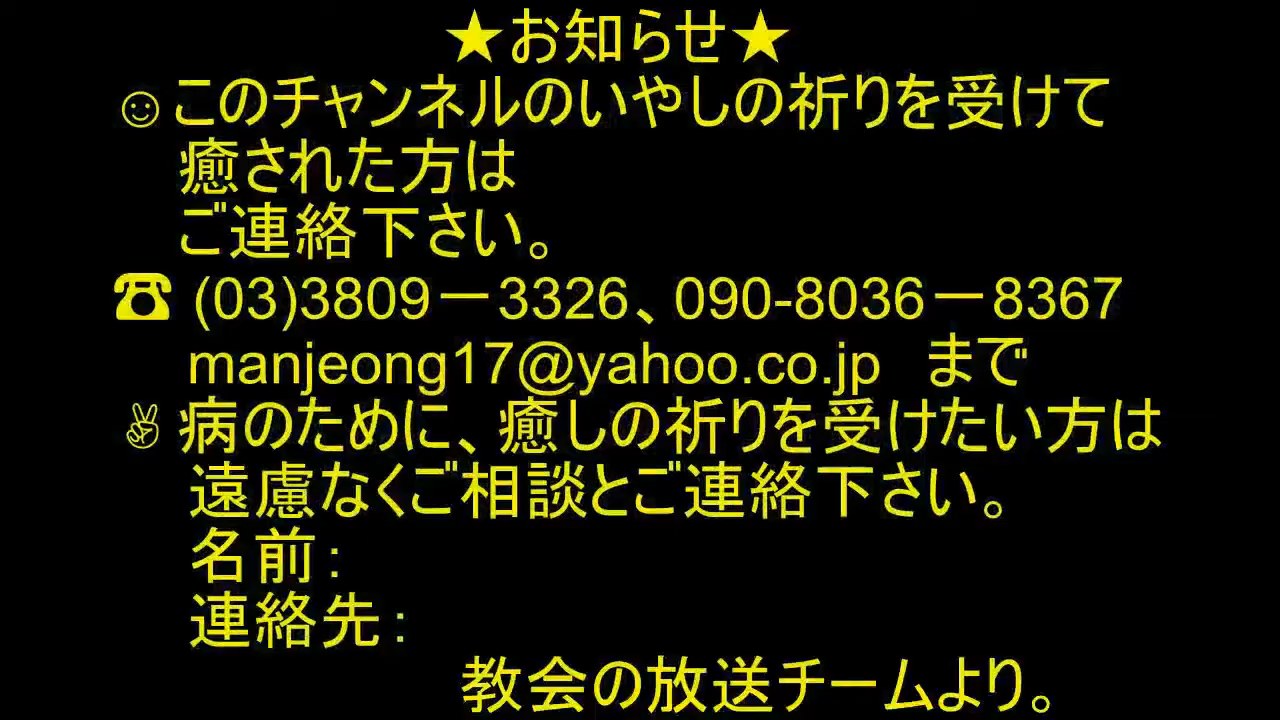 ★お知らせ★
☺このチャンネルのいやしの祈りを受けて
癒された方は
ご連絡下さい。
☎ (03)3809－3326、090-8036－8367
manjeong17@yahoo.co.jp　まで
✌病のために、癒しの祈りを受けたい方は
遠慮なくご相談とご連絡下さい。
名前：
連絡先：
教会の放送チームより。